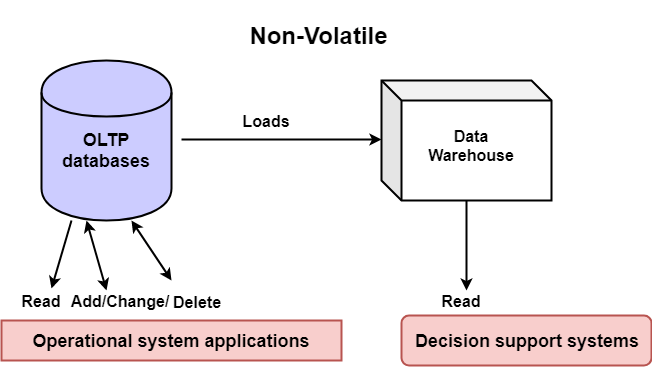 Non-Volatile
OLTP
databases
Loads
Data
Warehouse
Read Add/Change/ Delete
Read
Operational system applications
Decision support systems